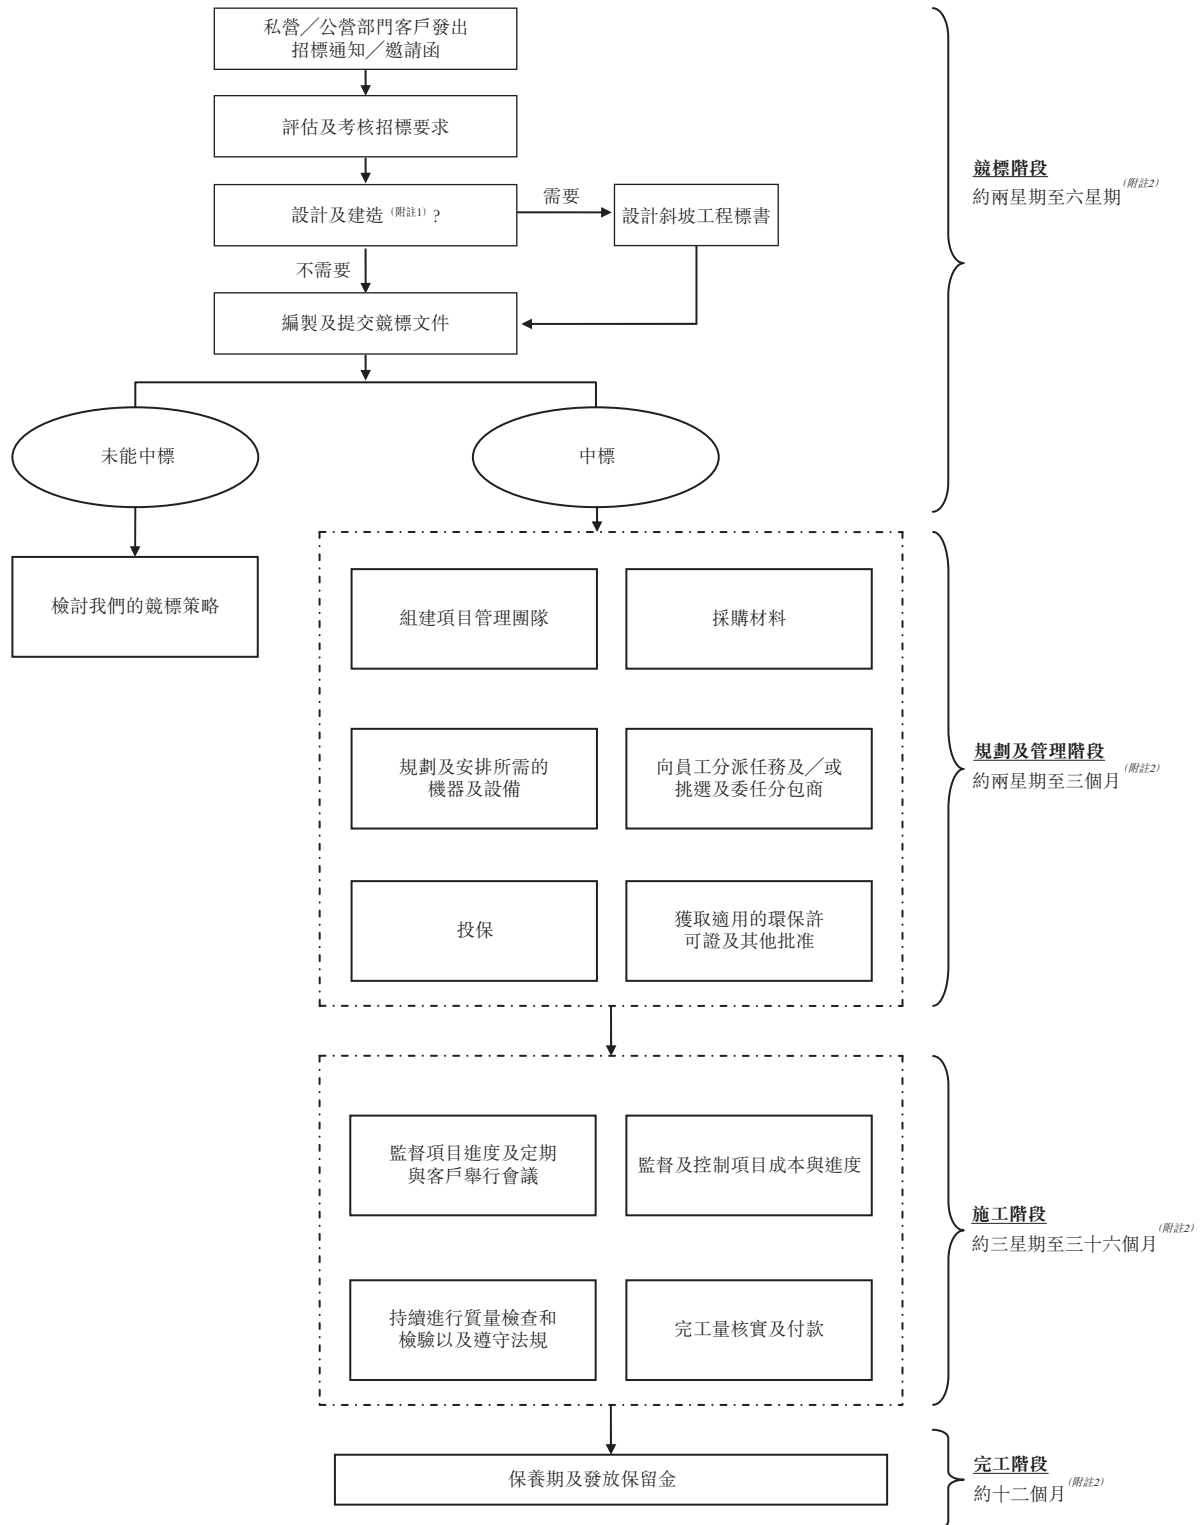 私營／公營部門客戶發出
招標通知／邀請函
評估及考核招標要求
設計及建造（附註1）？
需要
設計斜坡工程標書
不需要
編製及提交競標文件
未能中標
中標
檢討我們的競標策略
競標階段
約兩星期至六星期（附註2）
組建項目管理團隊
採購材料
規劃及安排所需的
機器及設備
向員工分派任務及／或
挑選及委任分包商
投保
獲取適用的環保許
可證及其他批准
規劃及管理階段
約兩星期至三個月（附註2）
監督項目進度及定期
與客戶舉行會議
監督及控制項目成本與進度
持續進行質量檢查和
檢驗以及遵守法規
完工量核實及付款
施工階段
約三星期至三十六個月（附註2）
保養期及發放保留金
完工階段
約十二個月（附註2）